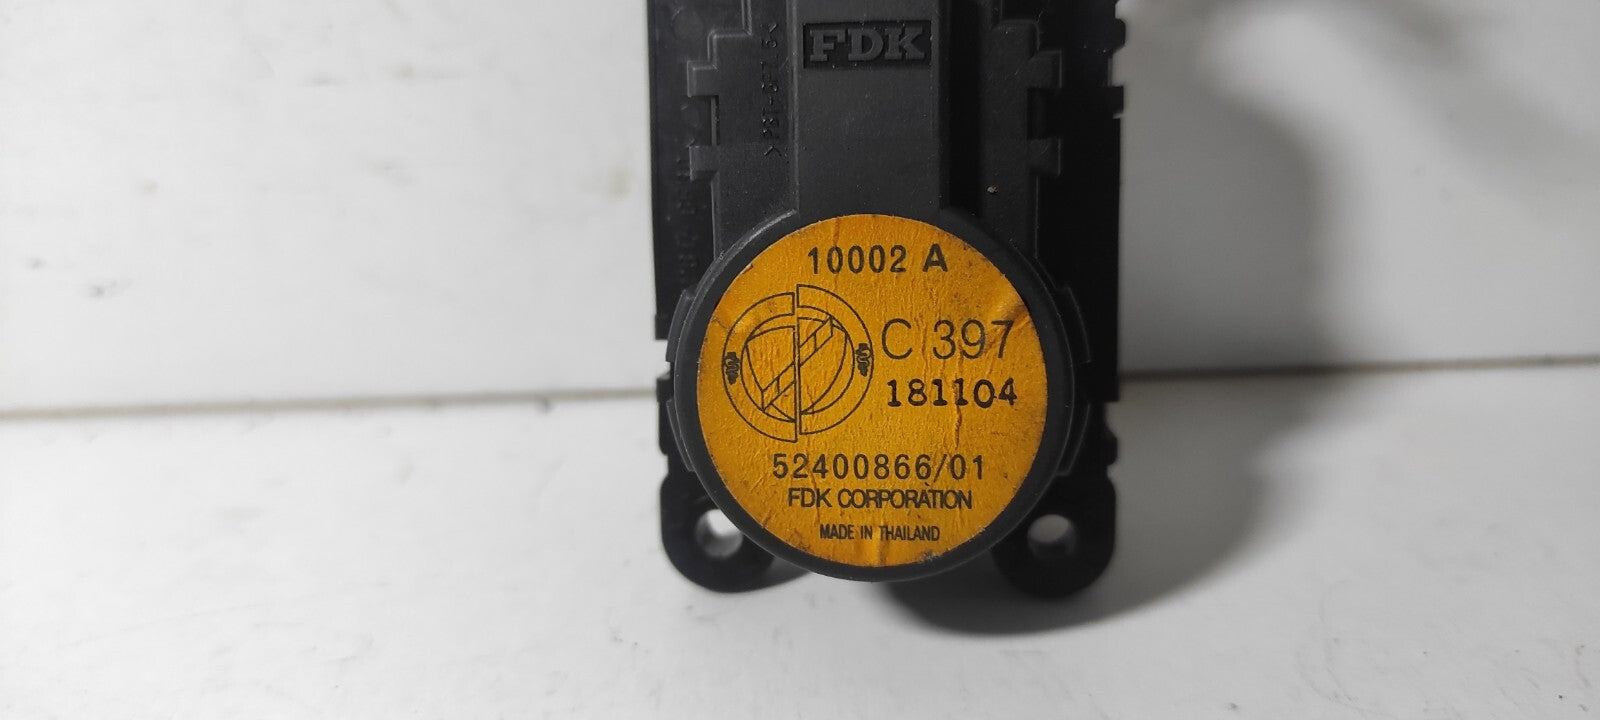 FDK
10002 A
C 397
181104
52400866/01
FDK CORPORATION
MADE IN THAILAND